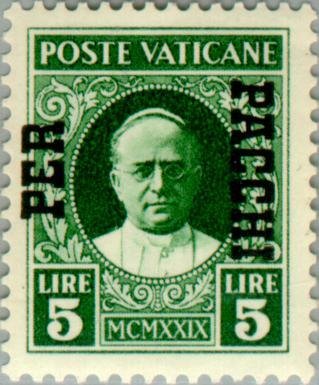 POSTE VATICANE
PER
PACCHI
LIRE
5
MCMXXIX
LIRE
5